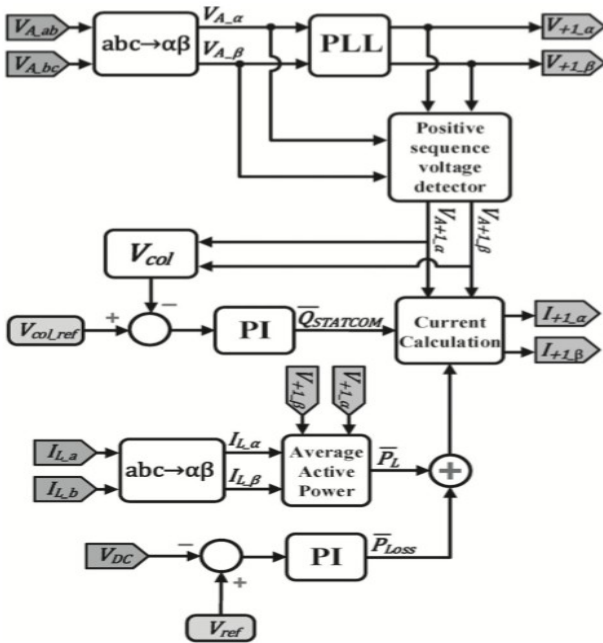 V_A_ab
abc→αβ
V_A_α
PLL
V_+1_α
V_A_bc
V_A_β
V_+1_β
Positive
sequence
voltage
detector
V_A+1_α
V_A+1_β
V_col
+
−
V_col_ref
PI
Q̅_STATCOM
Current
Calculation
I_+1_α
I_+1_β
V_+1_β
V_+1_α
I_L_a
abc→αβ
I_L_α
Average
Active
Power
P̅_L
+
I_L_b
I_L_β
V_DC
−
+
PI
P̅_Loss
V_ref